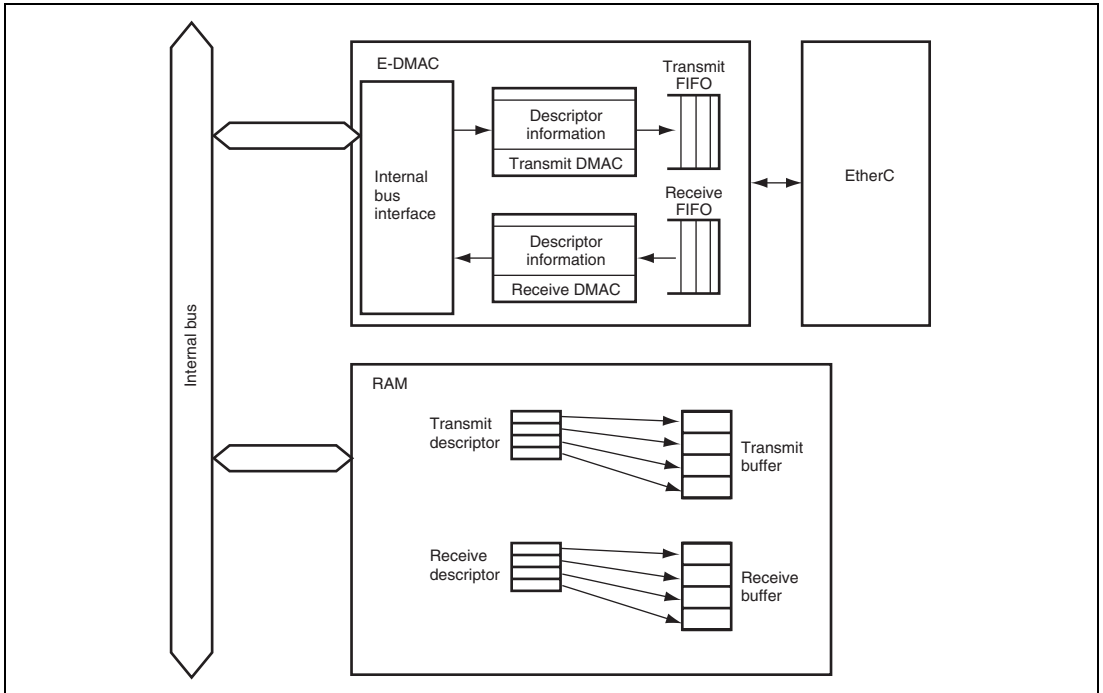 E-DMAC
Transmit
FIFO
Descriptor
information
Transmit DMAC
Internal
bus
interface
EtherC
Receive
FIFO
Descriptor
information
Receive DMAC
Internal bus
RAM
Transmit
descriptor
Transmit
buffer
Receive
descriptor
Receive
buffer